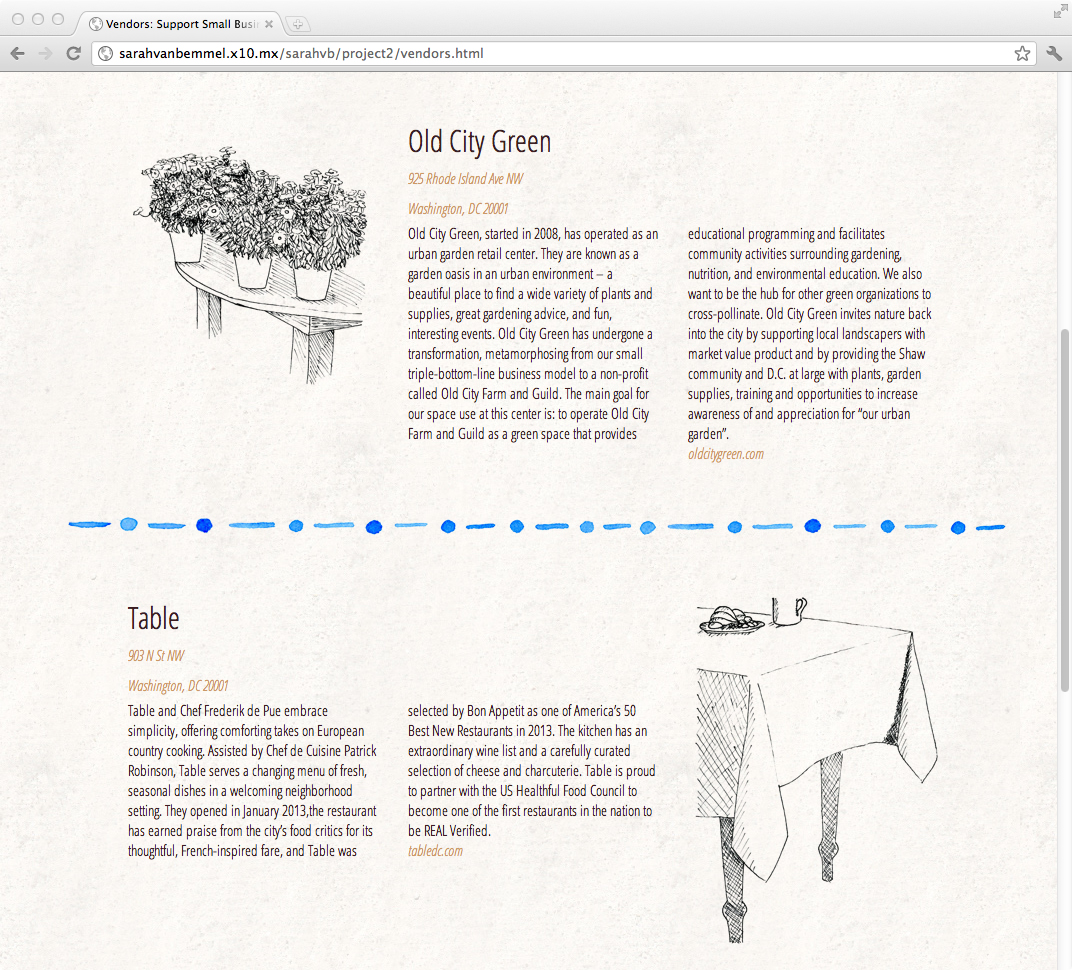 Vendors: Support Small Busi
sarahvanbemmel.x10.mx/sarahvb/project2/vendors.html
Old City Green
925 Rhode Island Ave NW
Washington, DC 20001
Old City Green, started in 2008, has operated as an
urban garden retail center. They are known as a
garden oasis in an urban environment – a
beautiful place to find a wide variety of plants and
supplies, great gardening advice, and fun,
interesting events. Old City Green has undergone a
transformation, metamorphosing from our small
triple-bottom-line business model to a non-profit
called Old City Farm and Guild. The main goal for
our space use at this center is: to operate Old City
Farm and Guild as a green space that provides
educational programming and facilitates
community activities surrounding gardening,
nutrition, and environmental education. We also
want to be the hub for other green organizations to
cross-pollinate. Old City Green invites nature back
into the city by supporting local landscapers with
market value product and by providing the Shaw
community and D.C. at large with plants, garden
supplies, training and opportunities to increase
awareness of and appreciation for “our urban
garden”.
oldcitygreen.com
Table
903 N St NW
Washington, DC 20001
Table and Chef Frederik de Pue embrace
simplicity, offering comforting takes on European
country cooking. Assisted by Chef de Cuisine Patrick
Robinson, Table serves a changing menu of fresh,
seasonal dishes in a welcoming neighborhood
setting. They opened in January 2013,the restaurant
has earned praise from the city’s food critics for its
thoughtful, French-inspired fare, and Table was
selected by Bon Appetit as one of America’s 50
Best New Restaurants in 2013. The kitchen has an
extraordinary wine list and a carefully curated
selection of cheese and charcuterie. Table is proud
to partner with the US Healthful Food Council to
become one of the first restaurants in the nation to
be REAL Verified.
tabledc.com